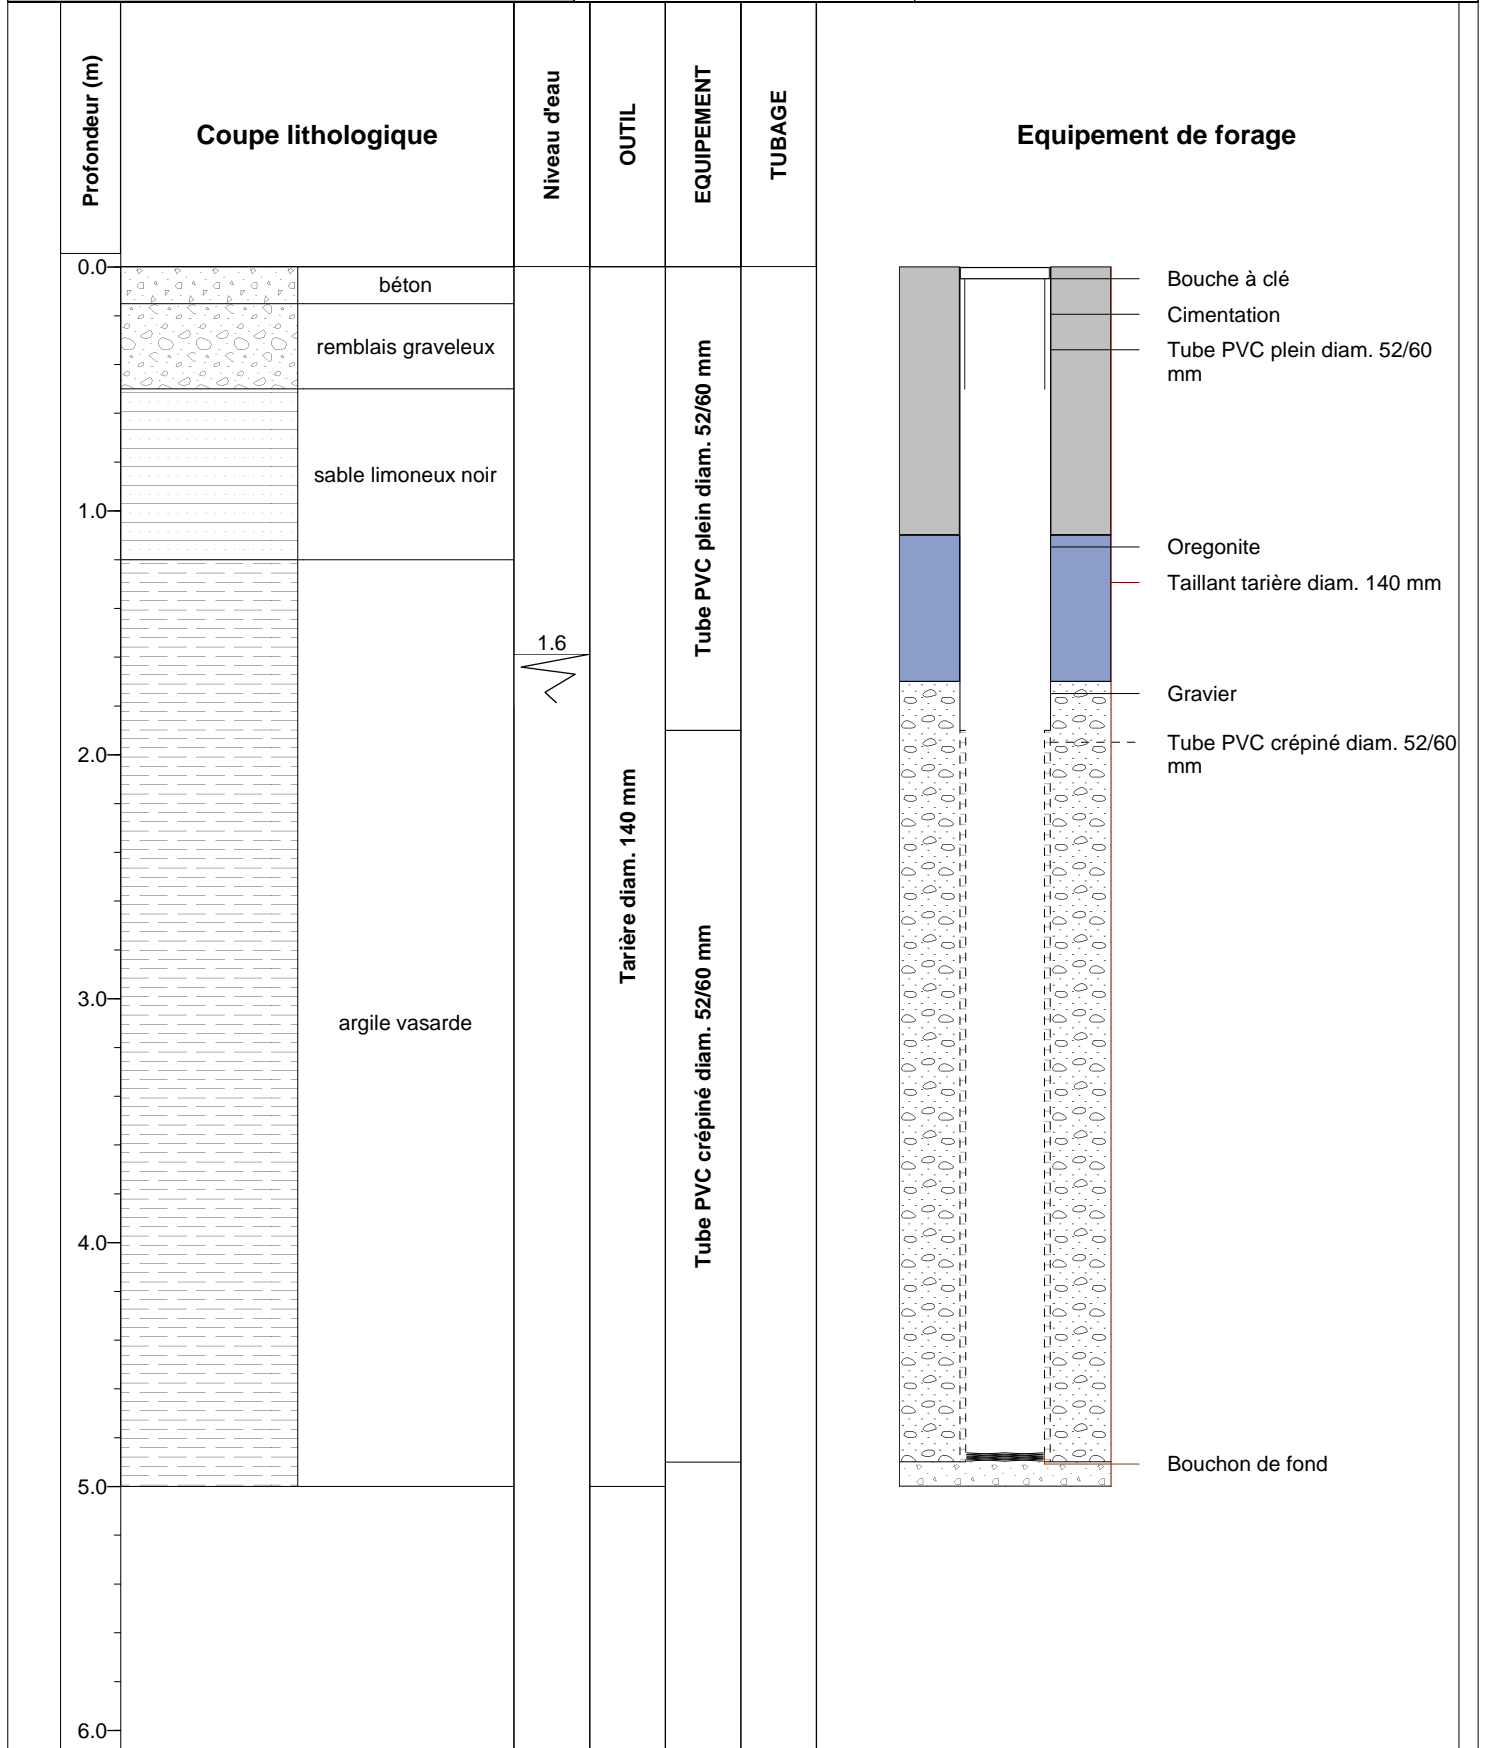 Profondeur (m)
Coupe lithologique
Niveau d'eau
OUTIL
EQUIPEMENT
TUBAGE
Equipement de forage
0.0
béton
remblais graveleux
sable limoneux noir
1.0
argile vasarde
2.0
3.0
4.0
5.0
6.0
1.6
Tarière diam. 140 mm
Tube PVC plein diam. 52/60 mm
Tube PVC crépiné diam. 52/60 mm
Bouche à clé
Cimentation
Tube PVC plein diam. 52/60
mm
Oregonite
Taillant tarière diam. 140 mm
Gravier
Tube PVC crépiné diam. 52/60
mm
Bouchon de fond